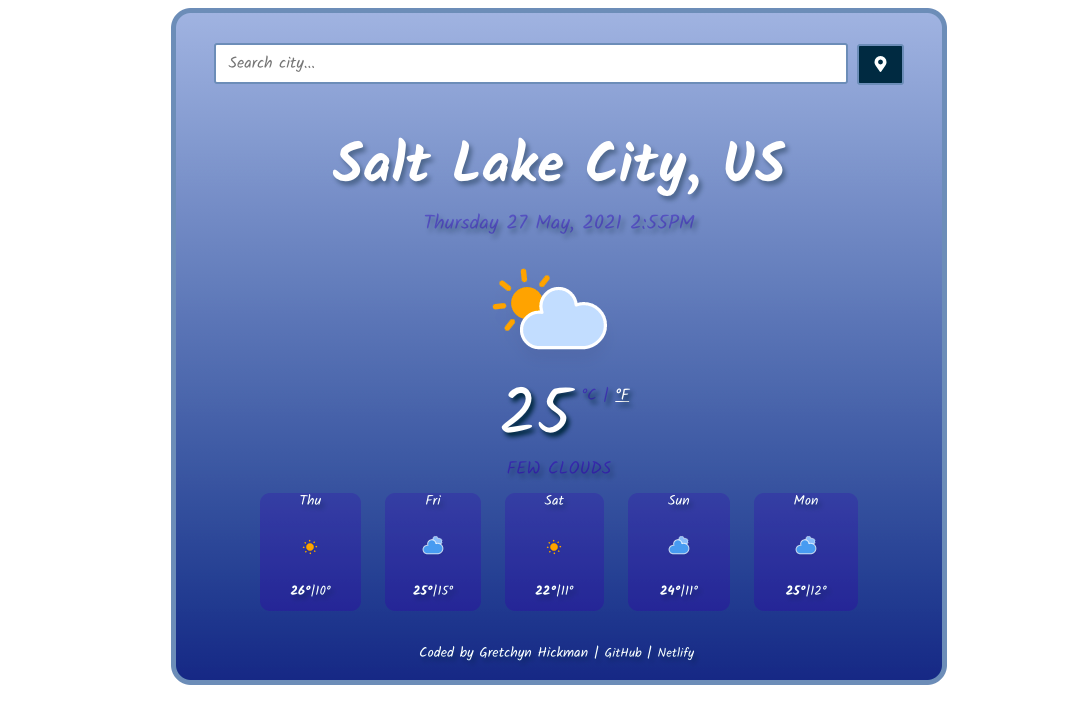 Search city...
Salt Lake City, US
Thursday 27 May, 2021 2:55PM
25 °C | °F
FEW CLOUDS
Thu Fri Sat Sun Mon
26°|10° 25°|15° 22°|11° 24°|11° 25°|12°
Coded by Gretchyn Hickman | GitHub | Netlify